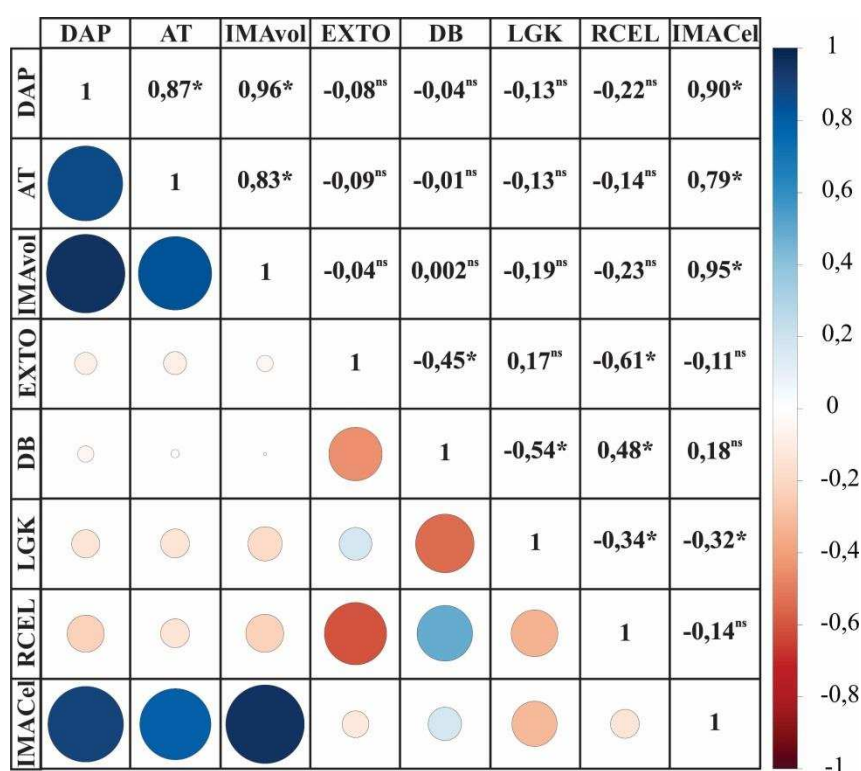 DAP AT IMAvol EXTO DB LGK RCEL IMACel
DAP 1 0,87* 0,96* -0,08ns -0,04ns -0,13ns -0,22ns 0,90*
AT 1 0,83* -0,09ns -0,01ns -0,13ns -0,14ns 0,79*
IMAvol 1 -0,04ns 0,002ns -0,19ns -0,23ns 0,95*
EXTO 1 -0,45* 0,17ns -0,61* -0,11ns
DB 1 -0,54* 0,48* 0,18ns
LGK 1 -0,34* -0,32*
RCEL 1 -0,14ns
IMACel 1
1
0,8
0,6
0,4
0,2
0
-0,2
-0,4
-0,6
-0,8
-1